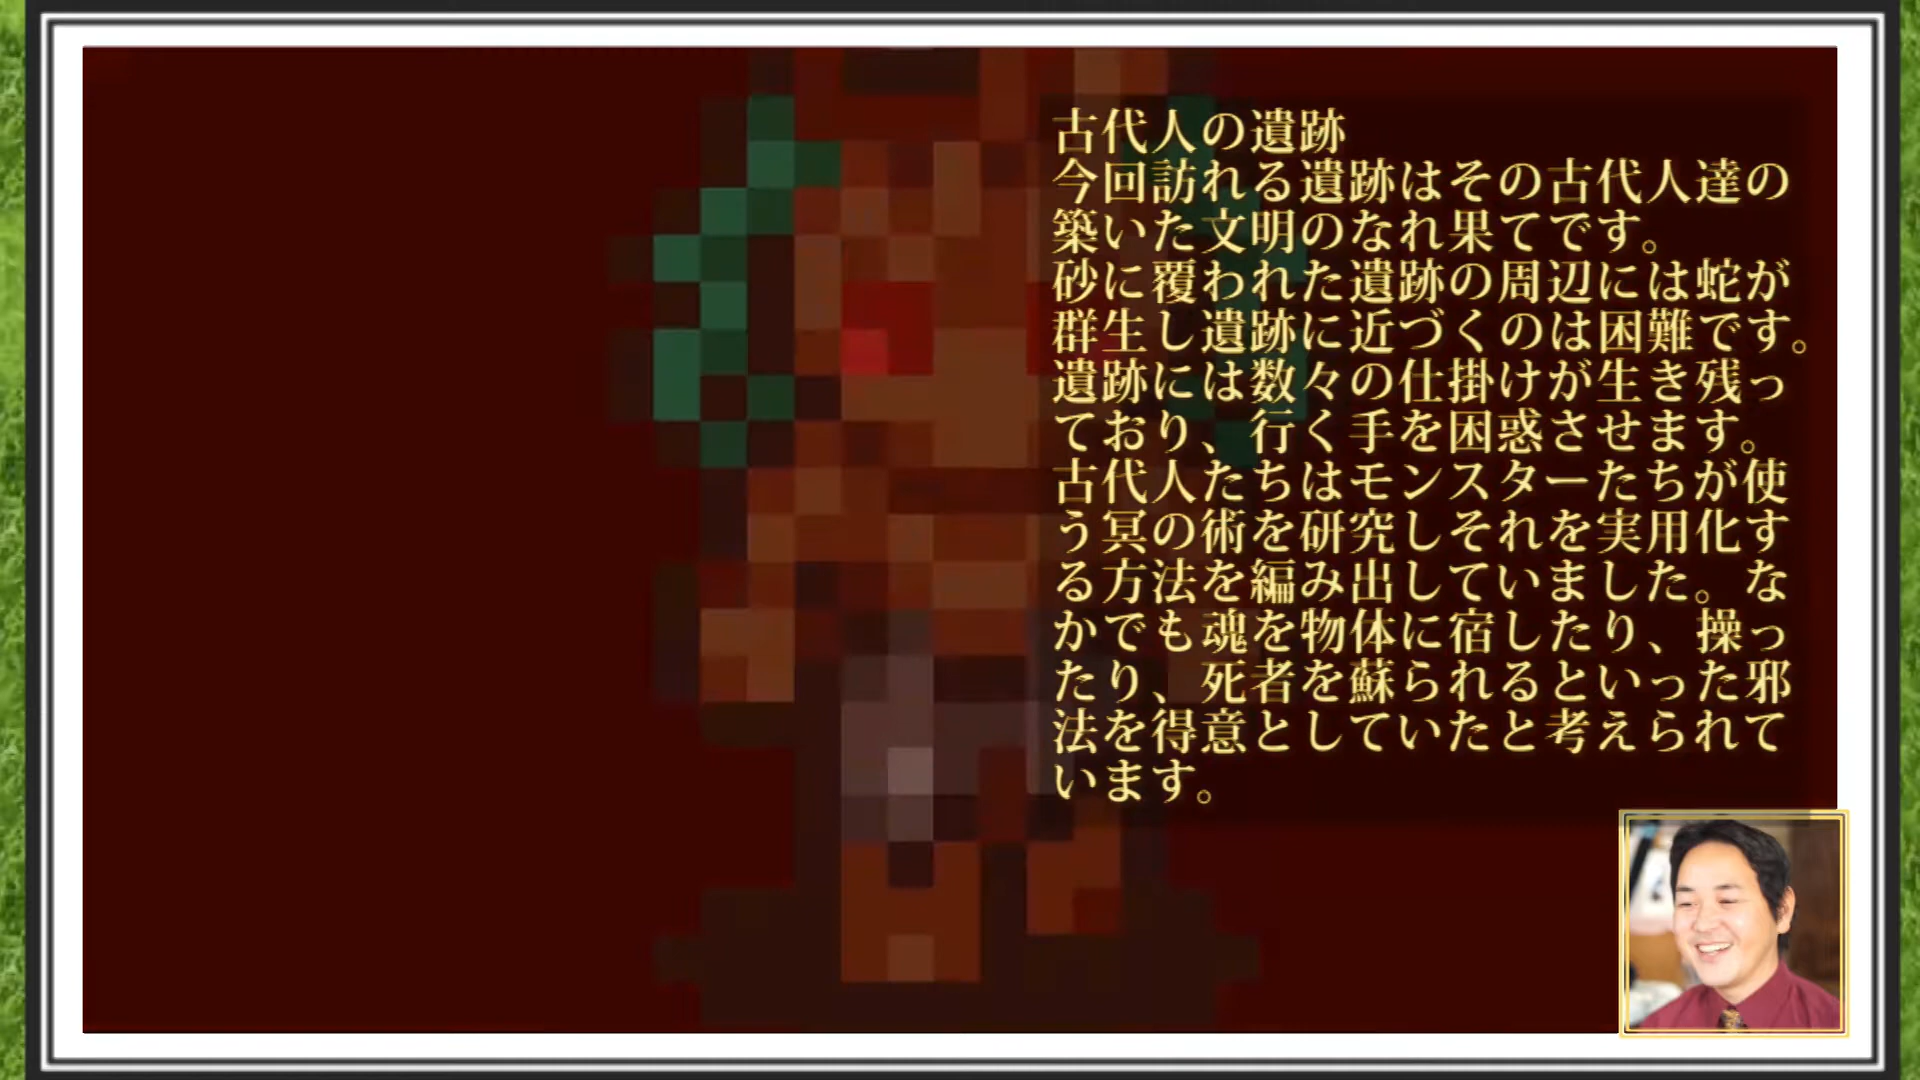 古代人の遺跡
今回訪れる遺跡はその古代人達の
築いた文明のなれ果てです。
砂に覆われた遺跡の周辺には蛇が
群生し遺跡に近づくのは困難です。
遺跡には数々の仕掛けが生き残っ
ており、行く手を困惑させます。
古代人たちはモンスターたちが使
う冥の術を研究しそれを実用化す
る方法を編み出していました。な
かでも魂を物体に宿したり、操っ
たり、死者を蘇られるといった邪
法を得意としていたと考えられて
います。